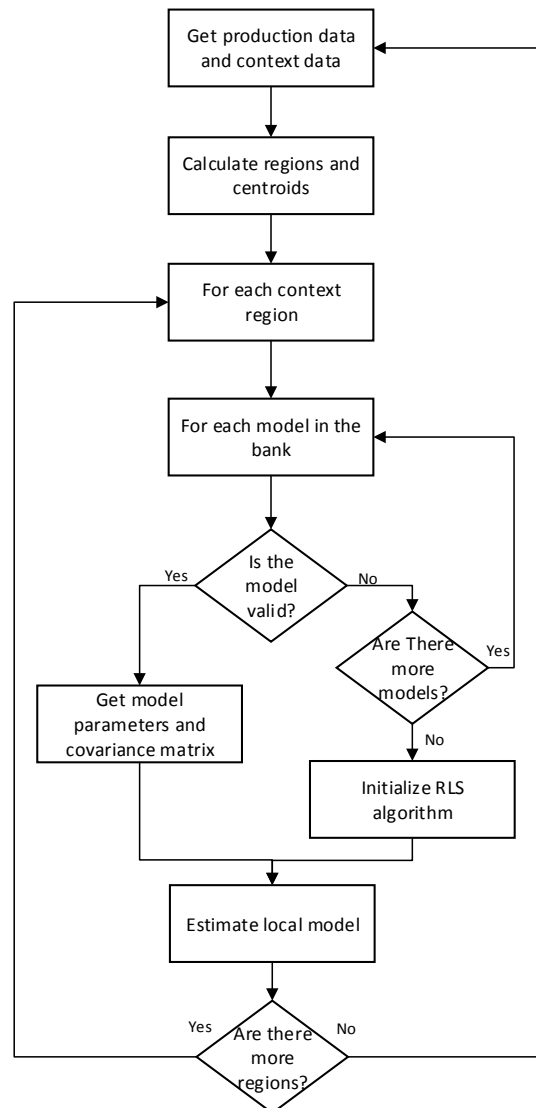 Get production data
and context data
Calculate regions and
centroids
For each context
region
For each model in the
bank
Is the
model
valid?
Yes
No
Are There
more
models?
Yes
Get model
parameters and
covariance matrix
No
Initialize RLS
algorithm
Estimate local model
Are there
more
regions?
Yes
No